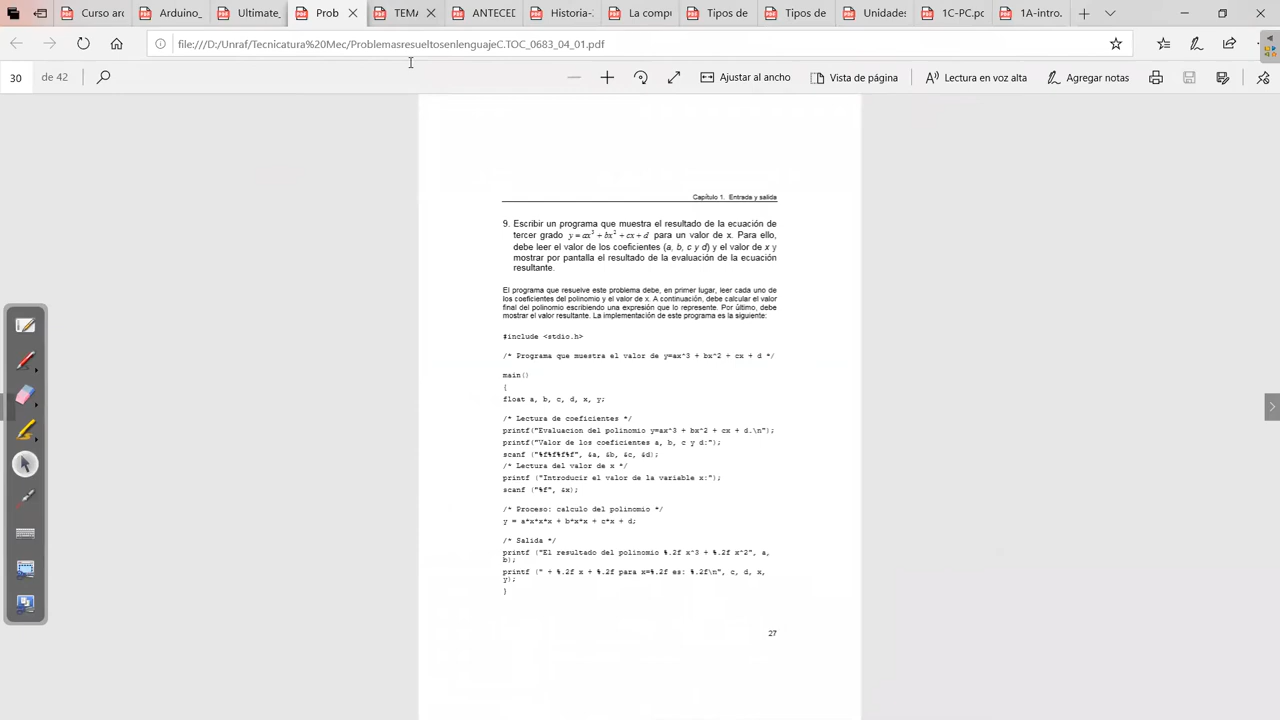 Curso arc
Arduino_
Ultimate_
Prob
TEMA
ANTECED
Historia-2
La compu
Tipos de
Tipos de
Unidades
1C-PC.po
1A-intro.
file:///D:/Unraf/Tecnicatura%20Mec/ProblemasresueltosenlenguajeC.TOC_0683_04_01.pdf
30 de 42
Ajustar al ancho
Vista de página
Lectura en voz alta
Agregar notas
Capítulo 1. Entrada y salida
9. Escribir un programa que muestra el resultado de la ecuación de
tercer grado y = ax³ + bx² + cx + d para un valor de x. Para ello,
debe leer el valor de los coeficientes (a, b, c y d) y el valor de x y
mostrar por pantalla el resultado de la evaluación de la ecuación
resultante.
El programa que resuelve este problema debe, en primer lugar, leer cada uno de
los coeficientes del polinomio y el valor de x. A continuación, debe calcular el valor
final del polinomio escribiendo una expresión que lo represente. Por último, debe
mostrar el valor resultante. La implementación de este programa es la siguiente:
#include <stdio.h>
/* Programa que muestra el valor de y=ax^3 + bx^2 + cx + d */
main()
{
float a, b, c, d, x, y;
/* Lectura de coeficientes */
printf("Evaluacion del polinomio y=ax^3 + bx^2 + cx + d.\n");
printf("Valor de los coeficientes a, b, c y d:");
scanf ("%f%f%f%f", &a, &b, &c, &d);
/* Lectura del valor de x */
printf ("Introducir el valor de la variable x:");
scanf ("%f", &x);
/* Proceso: calculo del polinomio */
y = a*x*x*x + b*x*x + c*x + d;
/* Salida */
printf ("El resultado del polinomio %.2f x^3 + %.2f x^2", a,
b);
printf (" + %.2f x + %.2f para x=%.2f es: %.2f\n", c, d, x,
y);
}
27